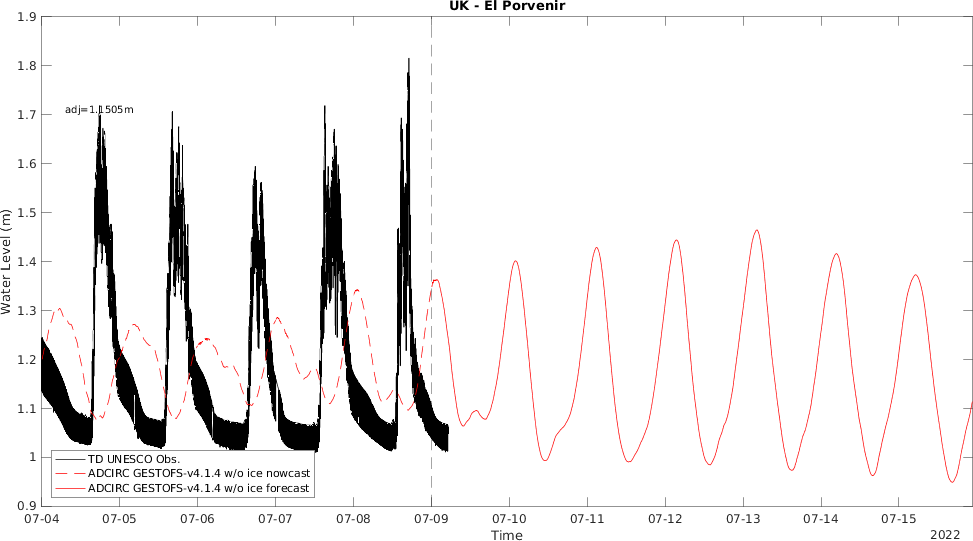 UK - El Porvenir
1.9
1.8
1.7
1.6
1.5
1.4
1.3
1.2
1.1
1
0.9
Water Level (m)
adj=1.1505m
TD UNESCO Obs.
ADCIRC GESTOFS-v4.1.4 w/o ice nowcast
ADCIRC GESTOFS-v4.1.4 w/o ice forecast
07-04 07-05 07-06 07-07 07-08 07-09 07-10 07-11 07-12 07-13 07-14 07-15
Time
2022